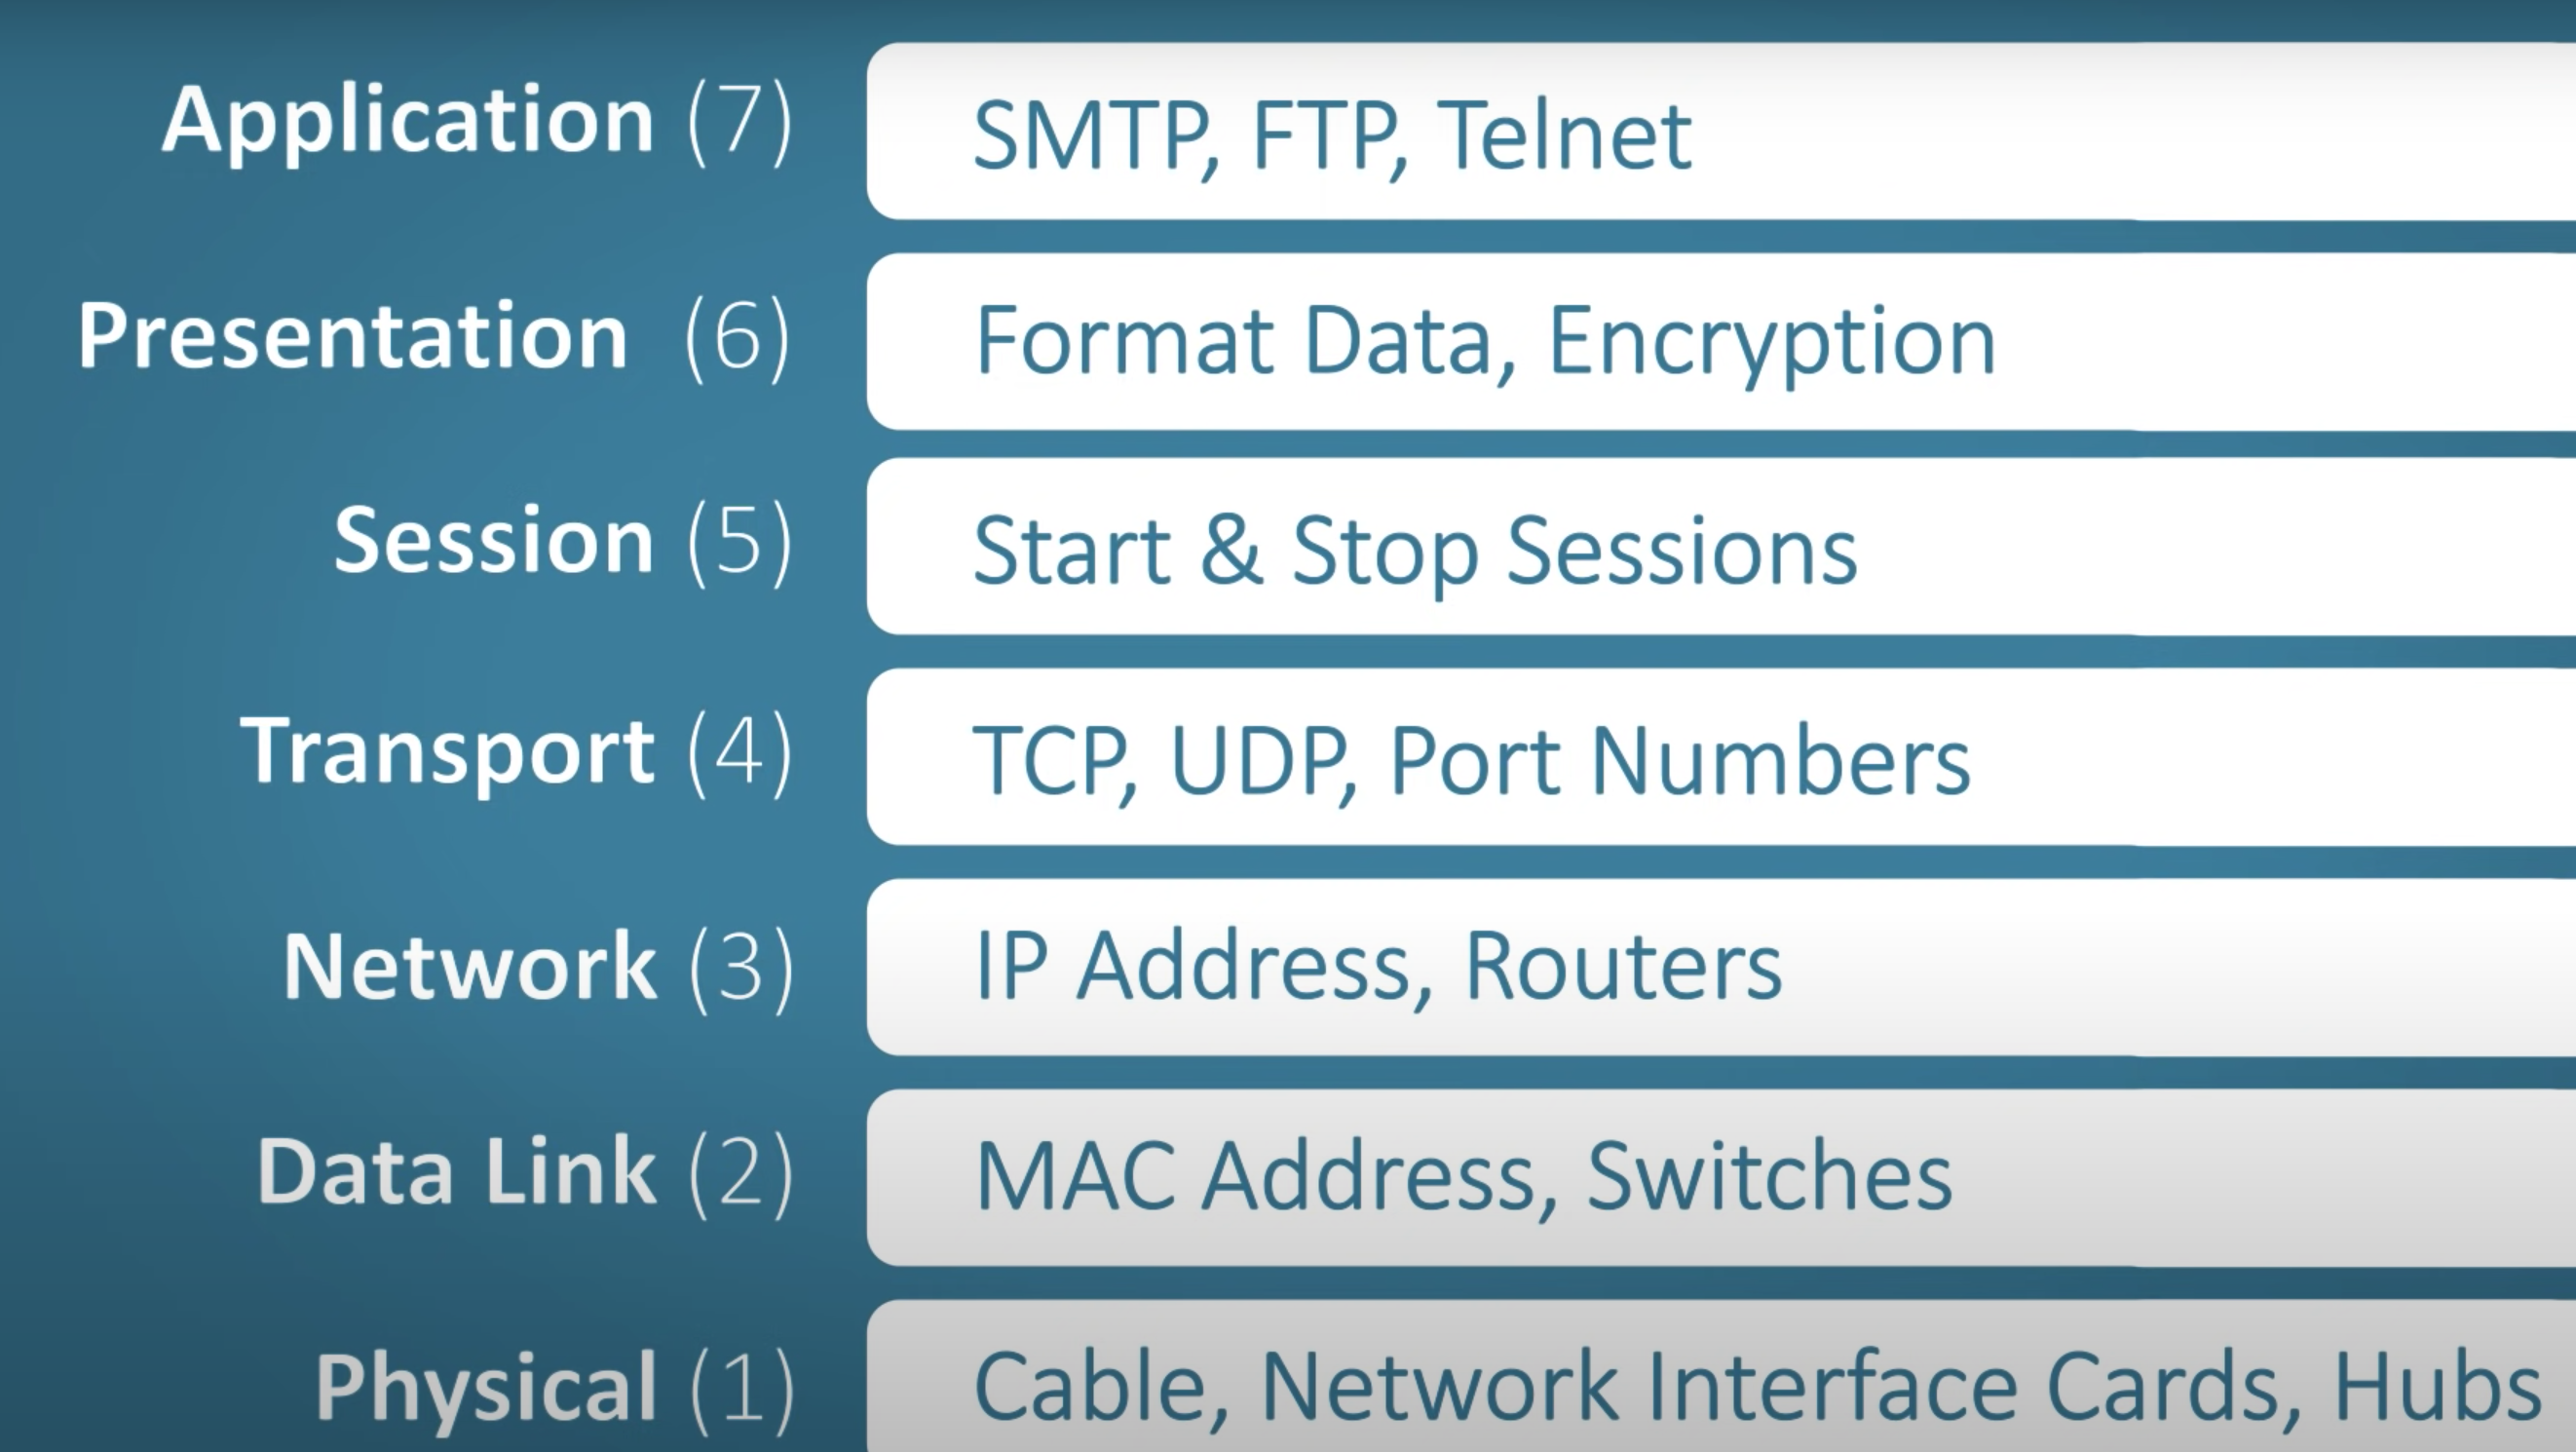 Application (7)
SMTP, FTP, Telnet
Presentation (6)
Format Data, Encryption
Session (5)
Start & Stop Sessions
Transport (4)
TCP, UDP, Port Numbers
Network (3)
IP Address, Routers
Data Link (2)
MAC Address, Switches
Physical (1)
Cable, Network Interface Cards, Hubs